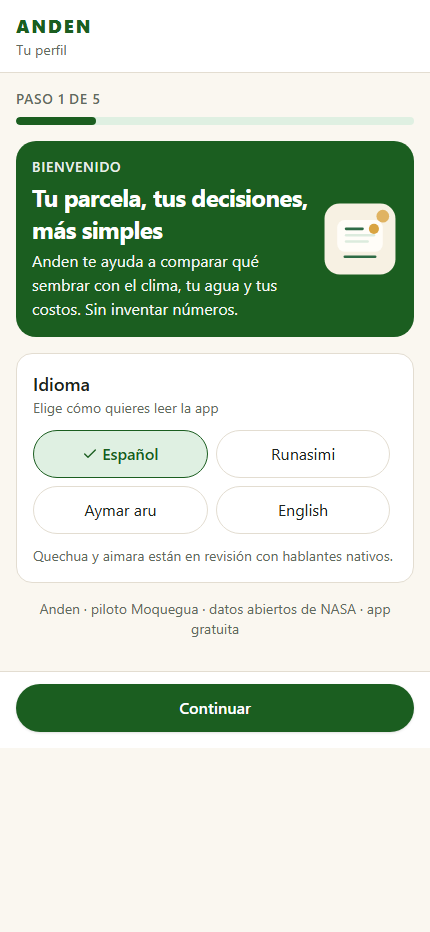 ANDEN
Tu perfil
PASO 1 DE 5
BIENVENIDO
Tu parcela, tus decisiones,
más simples
Anden te ayuda a comparar qué
sembrar con el clima, tu agua y tus
costos. Sin inventar números.
Idioma
Elige cómo quieres leer la app
Español
Runasimi
Aymar aru
English
Quechua y aimara están en revisión con hablantes nativos.
Anden · piloto Moquegua · datos abiertos de NASA · app
gratuita
Continuar